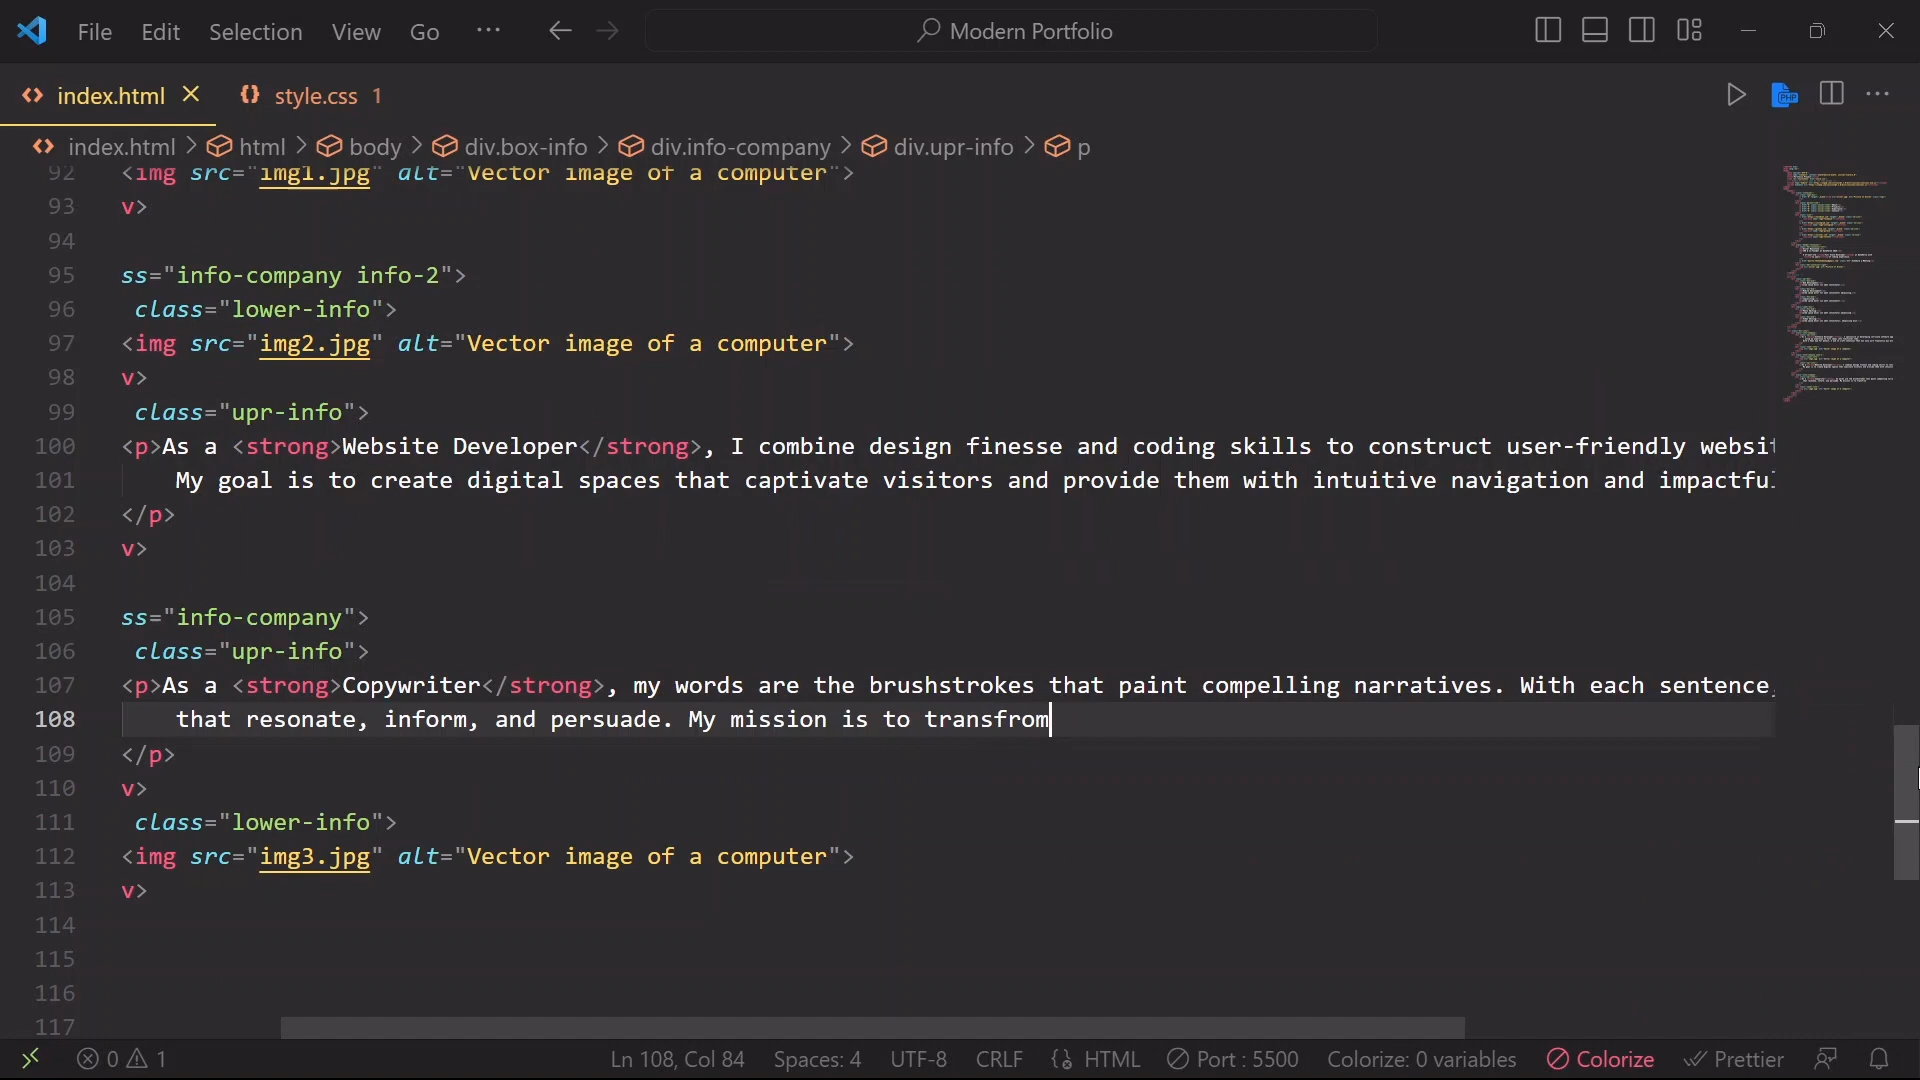 File Edit Selection View Go ··· Modern Portfolio
index.html style.css 1
index.html > html > body > div.box-info > div.info-company > div.upr-info > p
92 <img src="img1.jpg" alt="Vector image of a computer">
93 v>
94
95 ss="info-company info-2">
96 class="lower-info">
97 <img src="img2.jpg" alt="Vector image of a computer">
98 v>
99 class="upr-info">
100 <p>As a <strong>Website Developer</strong>, I combine design finesse and coding skills to construct user-friendly websit
101 My goal is to create digital spaces that captivate visitors and provide them with intuitive navigation and impactful
102 </p>
103 v>
104
105 ss="info-company">
106 class="upr-info">
107 <p>As a <strong>Copywriter</strong>, my words are the brushstrokes that paint compelling narratives. With each sentence,
108 that resonate, inform, and persuade. My mission is to transfrom
109 </p>
110 v>
111 class="lower-info">
112 <img src="img3.jpg" alt="Vector image of a computer">
113 v>
114
115
116
117
0 1 Ln 108, Col 84 Spaces: 4 UTF-8 CRLF {} HTML Port : 5500 Colorize: 0 variables Colorize Prettier